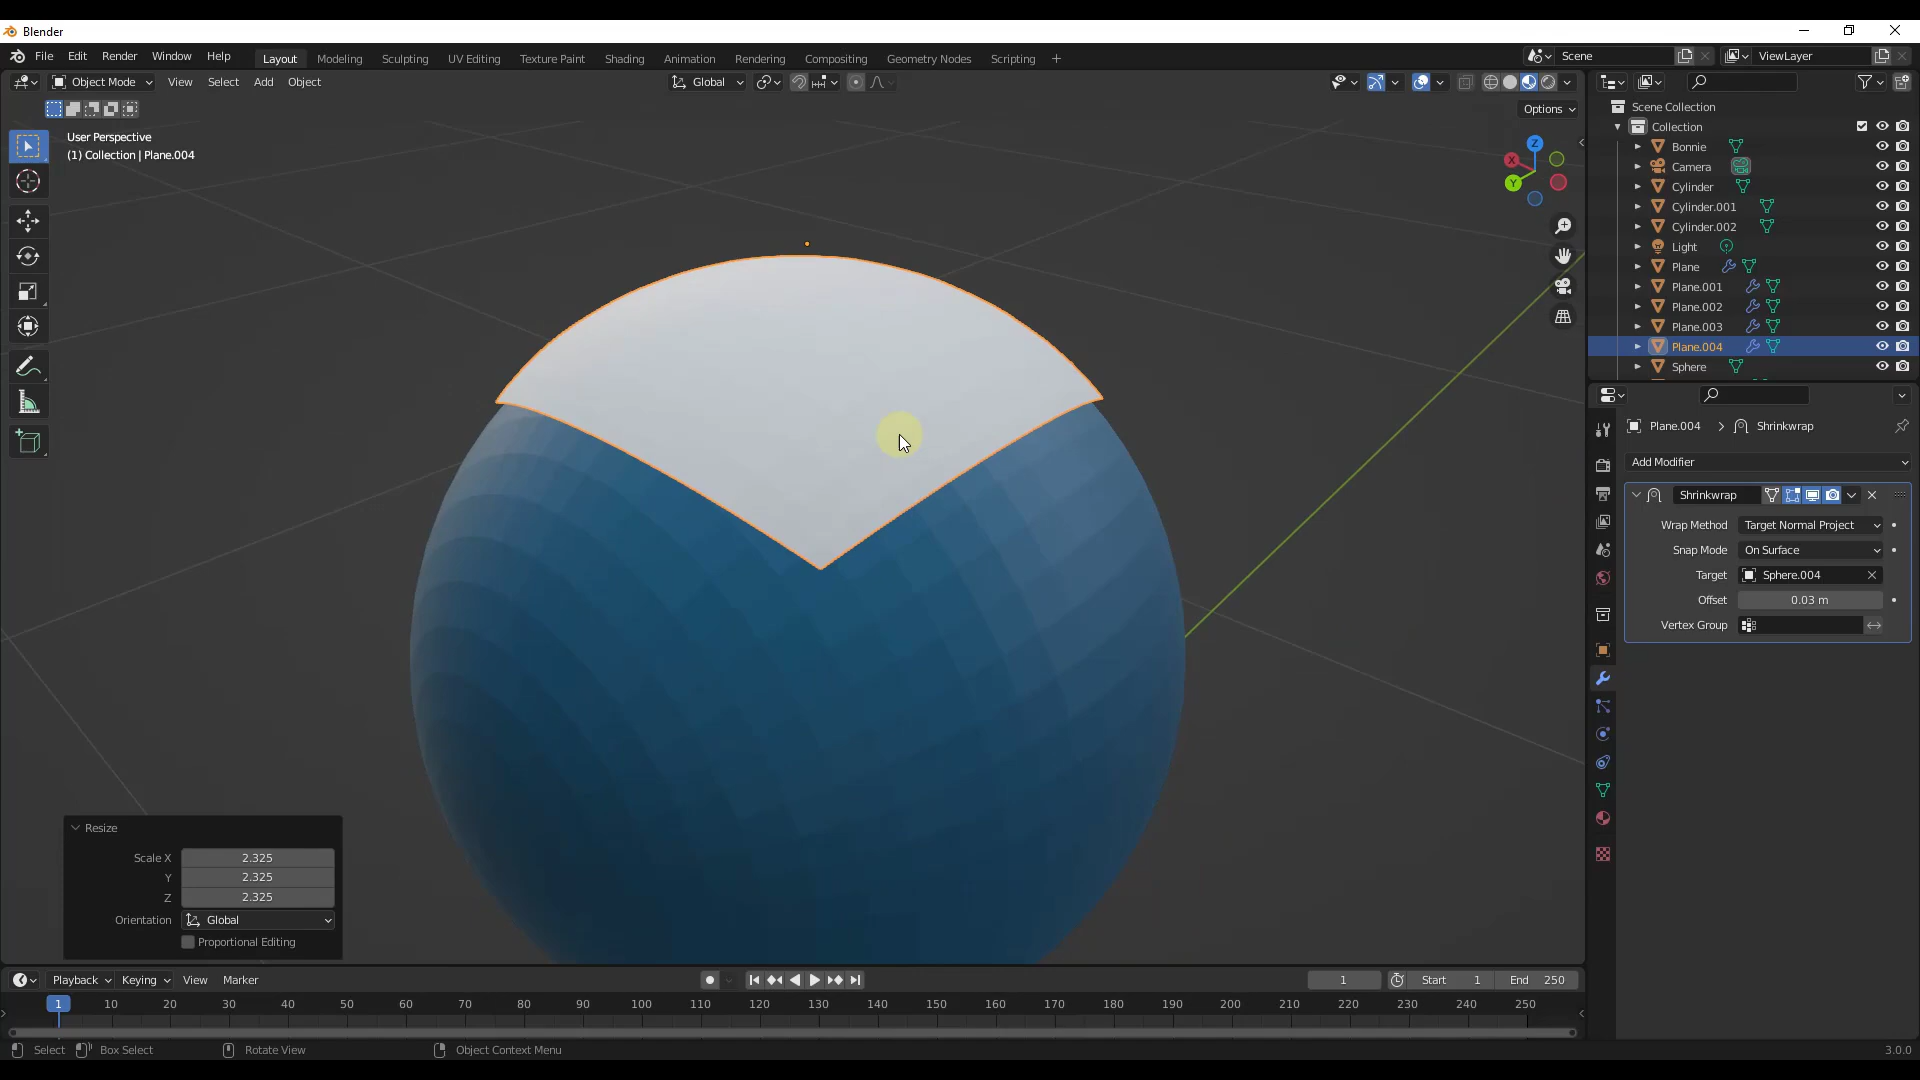 Blender
File Edit Render Window Help Layout Modeling Sculpting UV Editing Texture Paint Shading Animation Rendering Compositing Geometry Nodes Scripting + Scene ViewLayer
Object Mode View Select Add Object Global
Options
User Perspective
(1) Collection | Plane.004
Z
X
Y
Scene Collection
Collection
Bonnie
Camera
Cylinder
Cylinder.001
Cylinder.002
Light
Plane
Plane.001
Plane.002
Plane.003
Plane.004
Sphere
Plane.004 > Shrinkwrap
Add Modifier
Shrinkwrap
Wrap Method Target Normal Project
Snap Mode On Surface
Target Sphere.004
Offset 0.03 m
Vertex Group
Resize
Scale X 2.325
Y 2.325
Z 2.325
Orientation Global
Proportional Editing
Playback Keying View Marker 1 Start 1 End 250
1 10 20 30 40 50 60 70 80 90 100 110 120 130 140 150 160 170 180 190 200 210 220 230 240 250
Select Box Select Rotate View Object Context Menu 3.0.0